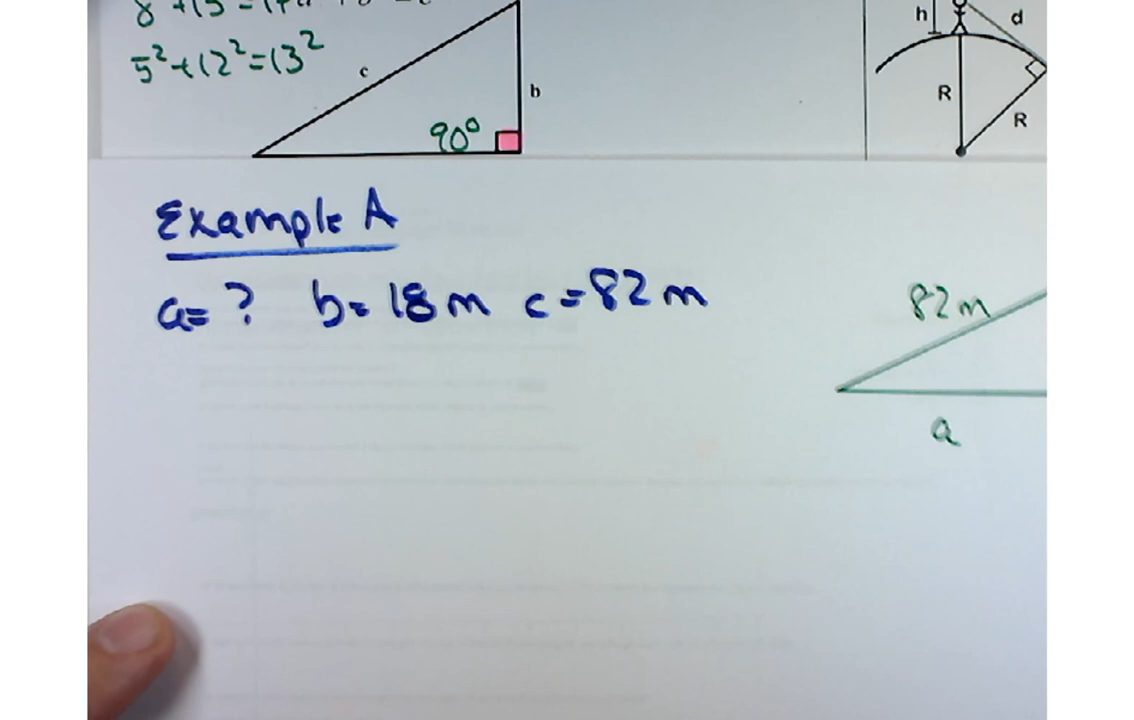 5²+12²=13²
c
b
90°
h
d
R
R
Example A
a= ? b= 18 m c=82 m
82 m
a